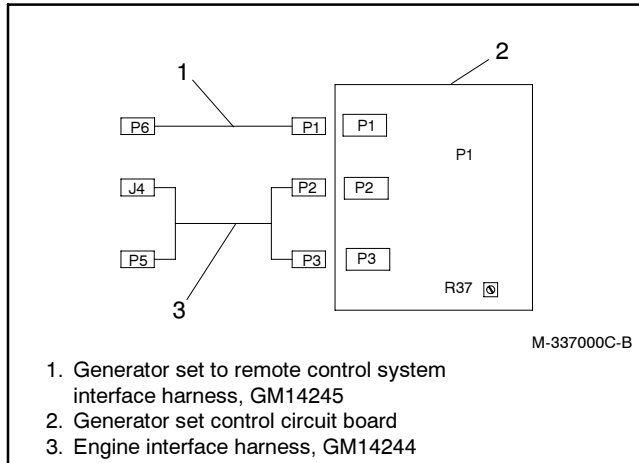 1
2
P6
P1
P1
P1
J4
P2
P2
P5
P3
P3
R37
3
M-337000C-B
1. Generator set to remote control system
interface harness, GM14245
2. Generator set control circuit board
3. Engine interface harness, GM14244